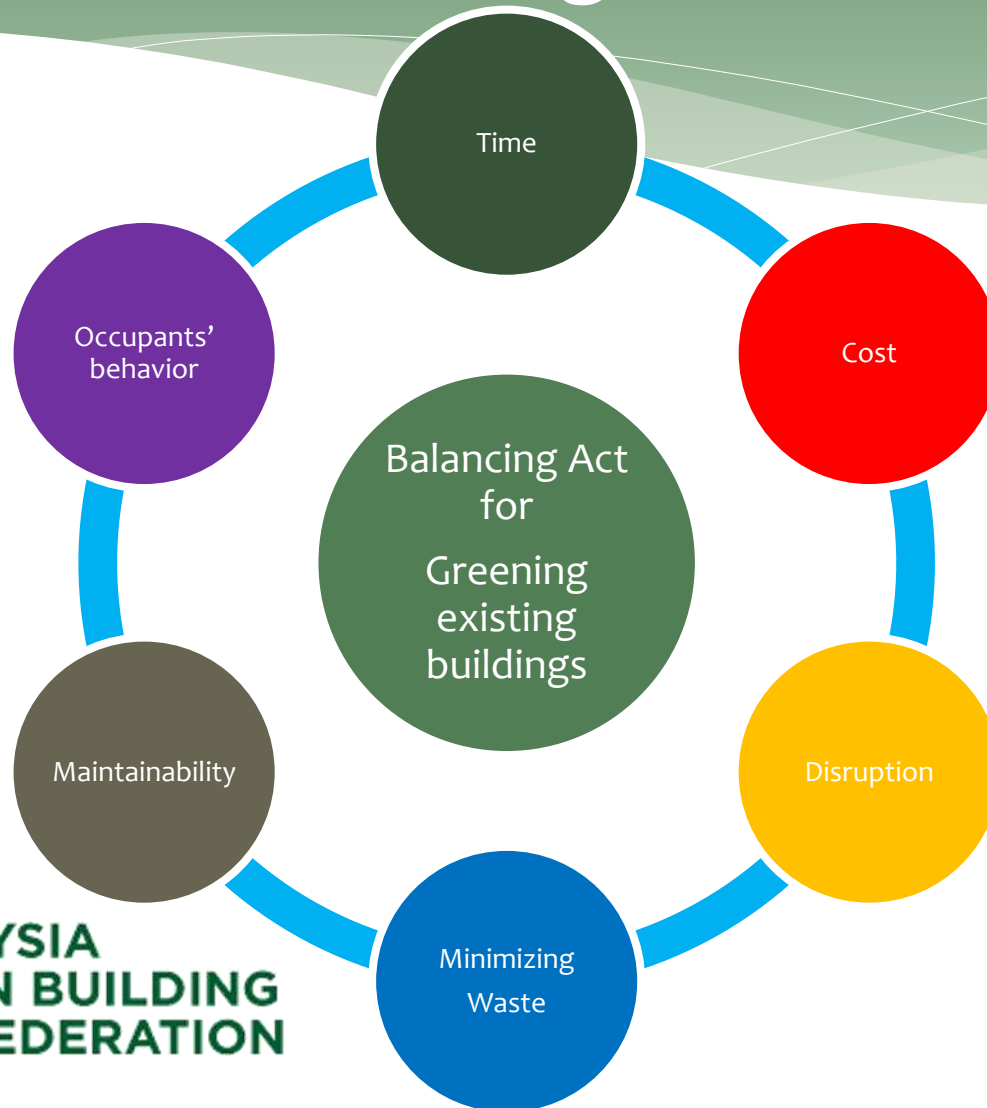 Time
Cost
Occupants’
behavior
Balancing Act
for
Greening
existing
buildings
Maintainability
Disruption
Minimizing
Waste
YSIA
N BUILDING
EDERATION